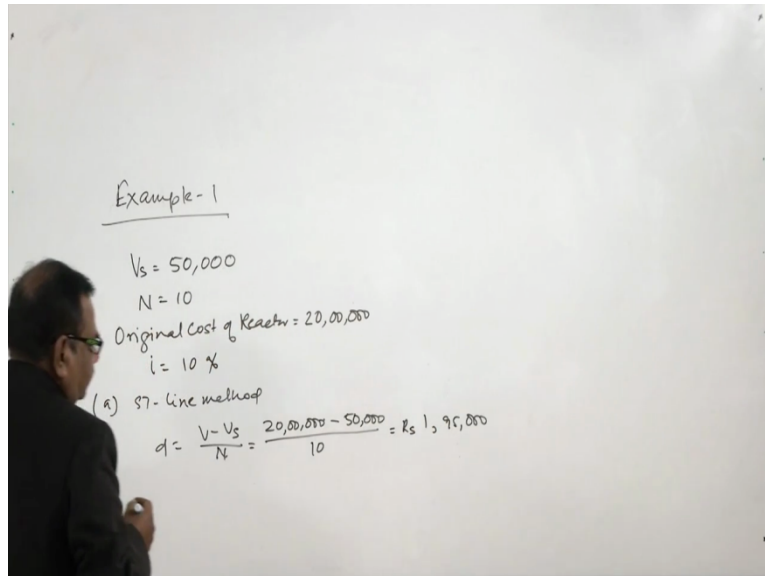 Example-1
Vs = 50,000
N = 10
Original Cost of Reactor = 20,00,000
i = 10 %
(a) ST-line method
d = V-Vs/N = 20,00,000 - 50,000/10 = Rs 1,95,000